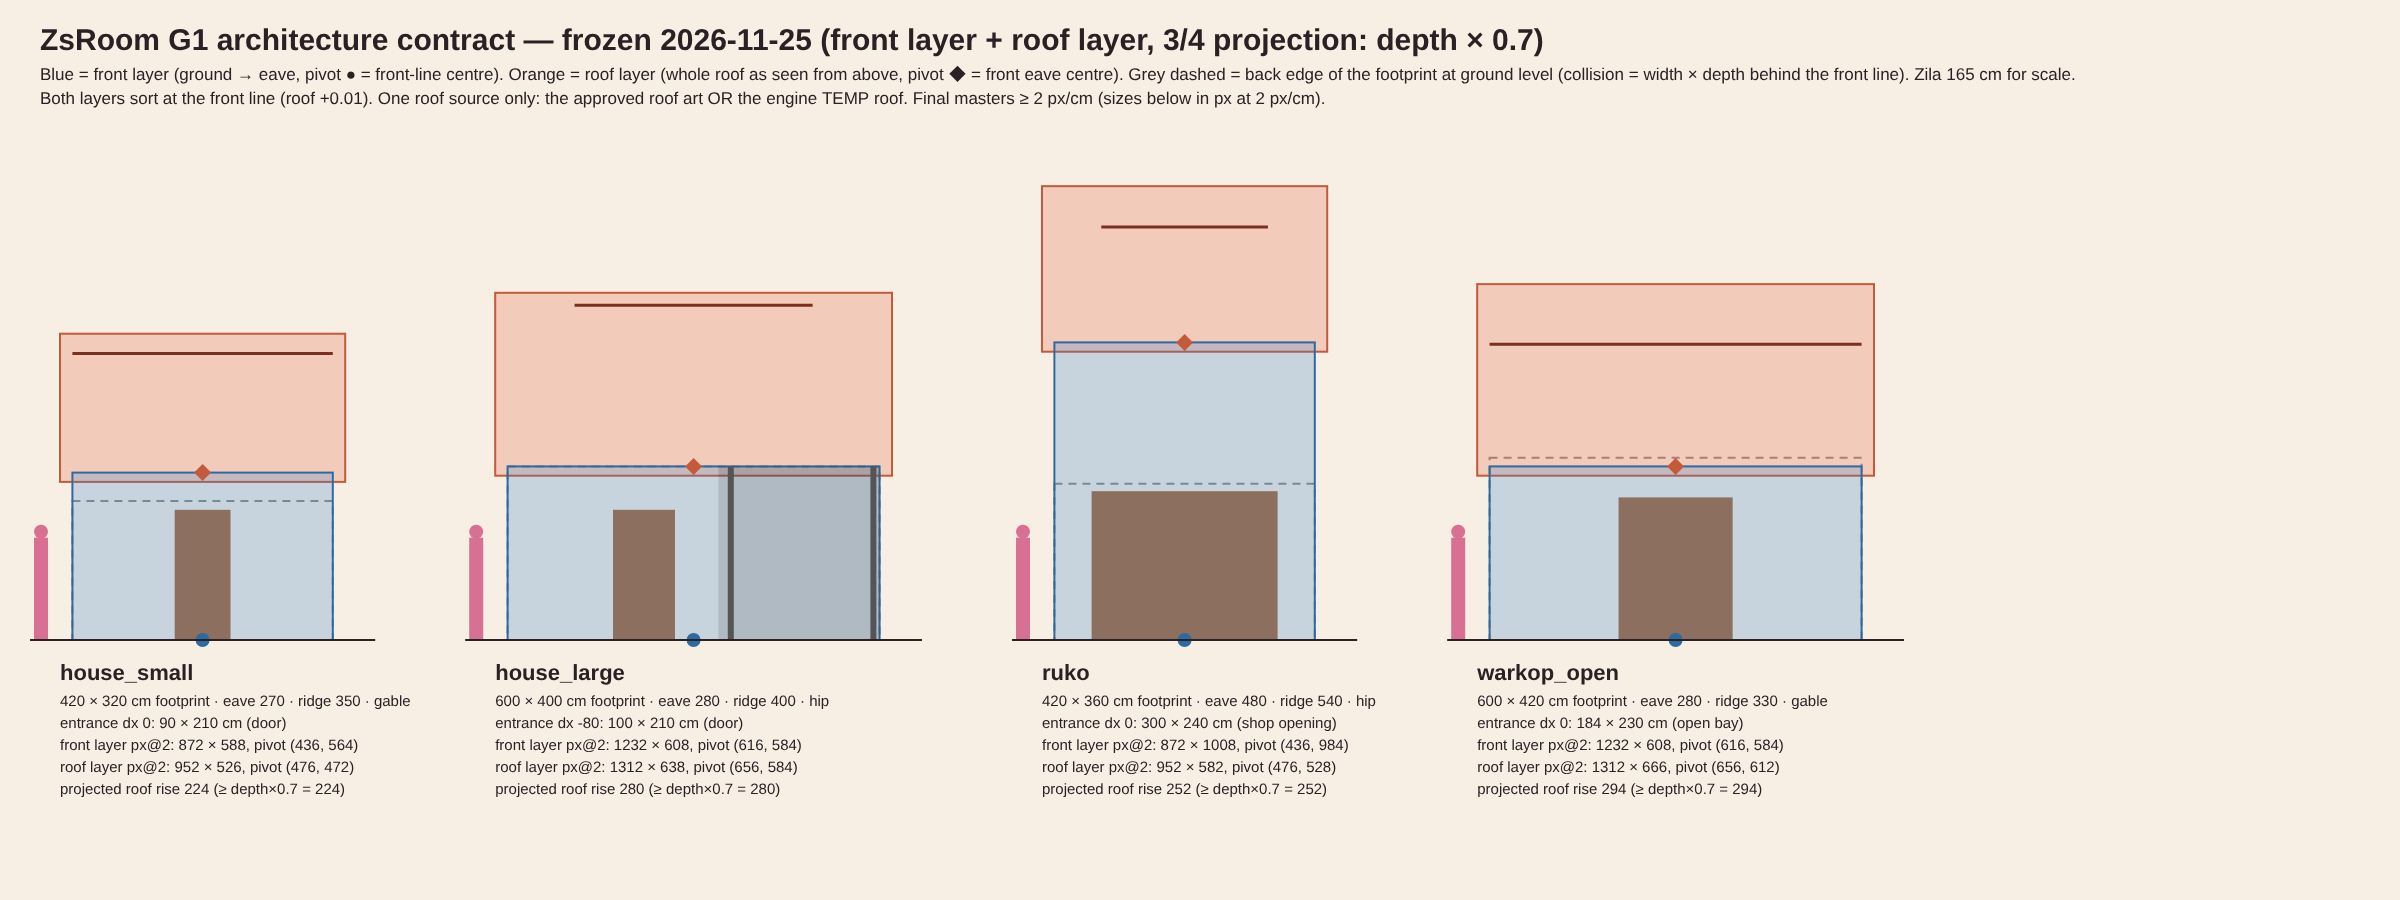 ZsRoom G1 architecture contract — frozen 2026-11-25 (front layer + roof layer, 3/4 projection: depth × 0.7)
Blue = front layer (ground → eave, pivot ● = front-line centre). Orange = roof layer (whole roof as seen from above, pivot ◆ = front eave centre). Grey dashed = back edge of the footprint at ground level (collision = width × depth behind the front line). Zila 165 cm for scale.
Both layers sort at the front line (roof +0.01). One roof source only: the approved roof art OR the engine TEMP roof. Final masters ≥ 2 px/cm (sizes below in px at 2 px/cm).
house_small
420 × 320 cm footprint · eave 270 · ridge 350 · gable
entrance dx 0: 90 × 210 cm (door)
front layer px@2: 872 × 588, pivot (436, 564)
roof layer px@2: 952 × 526, pivot (476, 472)
projected roof rise 224 (≥ depth×0.7 = 224)
house_large
600 × 400 cm footprint · eave 280 · ridge 400 · hip
entrance dx -80: 100 × 210 cm (door)
front layer px@2: 1232 × 608, pivot (616, 584)
roof layer px@2: 1312 × 638, pivot (656, 584)
projected roof rise 280 (≥ depth×0.7 = 280)
ruko
420 × 360 cm footprint · eave 480 · ridge 540 · hip
entrance dx 0: 300 × 240 cm (shop opening)
front layer px@2: 872 × 1008, pivot (436, 984)
roof layer px@2: 952 × 582, pivot (476, 528)
projected roof rise 252 (≥ depth×0.7 = 252)
warkop_open
600 × 420 cm footprint · eave 280 · ridge 330 · gable
entrance dx 0: 184 × 230 cm (open bay)
front layer px@2: 1232 × 608, pivot (616, 584)
roof layer px@2: 1312 × 666, pivot (656, 612)
projected roof rise 294 (≥ depth×0.7 = 294)